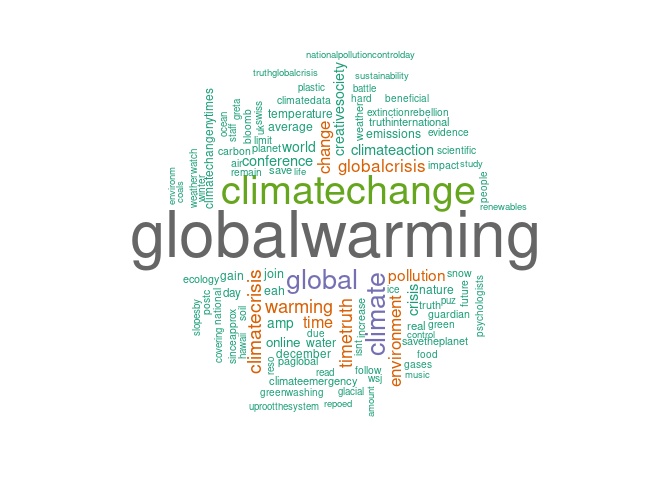 nationalpollutioncontrolday
truthglobalcrisis
sustainability
plastic
battle
climatedata
hard
beneficial
creativesociety
climatechangenytimes
ocean
greta
staff
bloomb
swiss
uk
temperature
weather
extinctionrebellion
truthinternational
average
change
emissions
evidence
limit
carbon
planet
world
climateaction
scientific
air
conference
globalcrisis
impact
study
remain
save
life
environm
coals
weatherwatch
winter
climatechange
people
renewables
globalwarming
ecology
gain
join
global
climate
pollution
snow
postc
day
eah
climatecrisis
ice
crisis
nature
future
psychologists
slopesby
national
covering
soil
warming
timetruth
increase
environment
truth
puz
guardian
sinceapprox
hawaii
amp
time
real
green
control
due
online
water
isnt
savetheplanet
december
food
reso
paglobal
gases
read
follow
wsj
music
climateemergency
greenwashing
glacial
amount
uprootthesystem
repoed